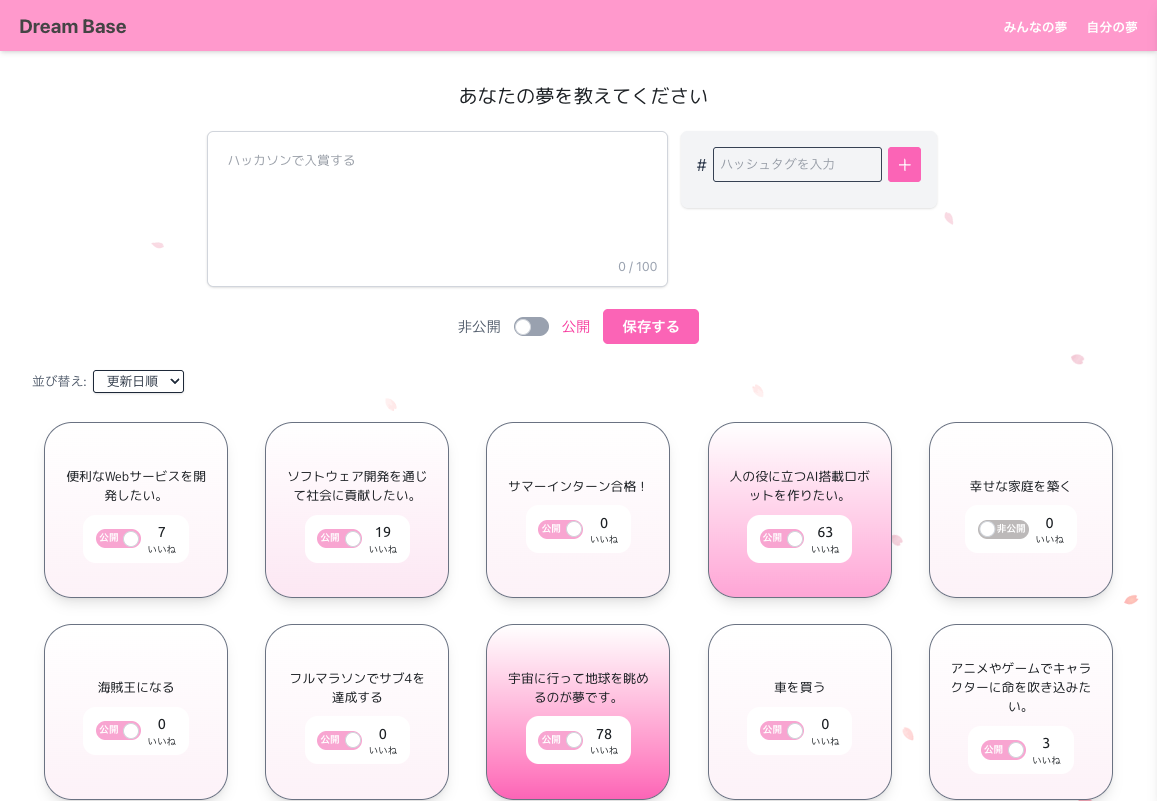 Dream Base
みんなの夢 自分の夢
あなたの夢を教えてください
ハッカソンで入賞する
# ハッシュタグを入力 +
0 / 100
非公開 公開 保存する
並び替え: 更新日順
便利なWebサービスを開
発したい。
公開 7
いいね
ソフトウェア開発を通じ
て社会に貢献したい。
公開 19
いいね
サマーインターン合格！
公開 0
いいね
人の役に立つAI搭載ロボ
ットを作りたい。
公開 63
いいね
幸せな家庭を築く
非公開 0
いいね
海賊王になる
公開 0
いいね
フルマラソンでサブ4を
達成する
公開 0
いいね
宇宙に行って地球を眺め
るのが夢です。
公開 78
いいね
車を買う
公開 0
いいね
アニメやゲームでキャラ
クターに命を吹き込みた
い。
公開 3
いいね